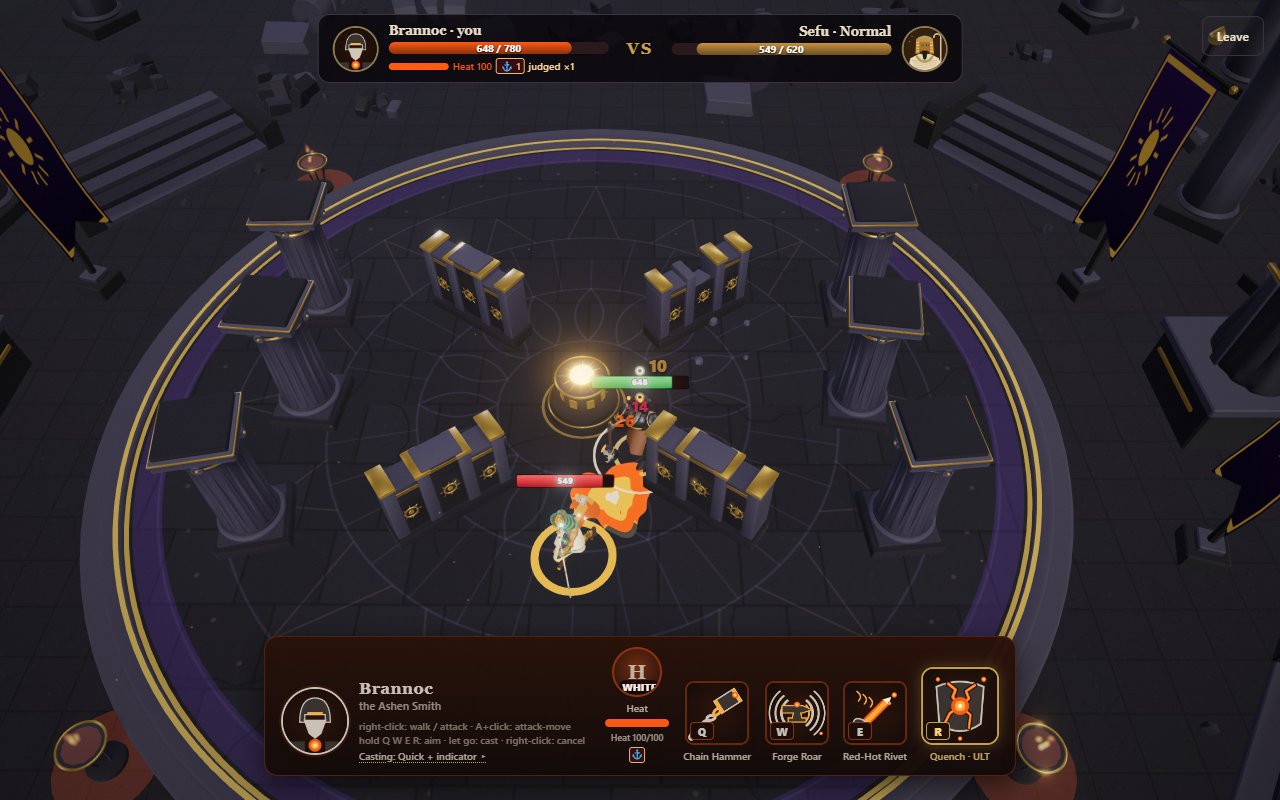 Brannoc · you
648 / 780
Heat 100 1 judged ×1
VS
Sefu · Normal
549 / 620
Leave
10
648
14
26
549
Brannoc
the Ashen Smith
right-click: walk / attack · A+click: attack-move
hold Q W E R: aim · let go: cast · right-click: cancel
Casting: Quick + indicator
H
WHITE
Heat
Heat 100/100
Q
Chain Hammer
W
Forge Roar
E
Red-Hot Rivet
R
Quench · ULT